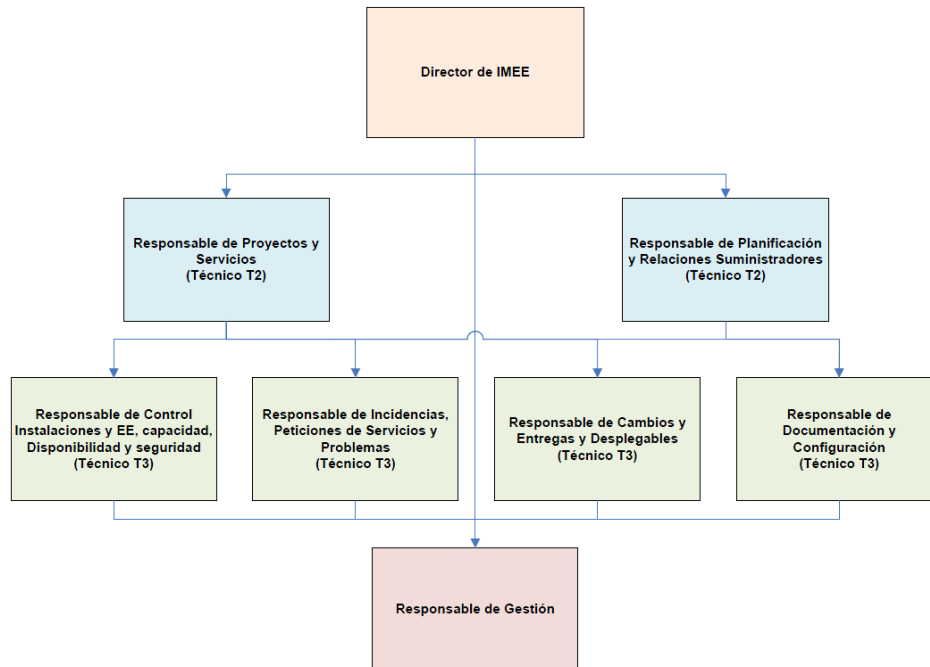 Director de IMEE
Responsable de Proyectos y
Servicios
(Técnico T2)
Responsable de Planificación
y Relaciones Suministradores
(Técnico T2)
Responsable de Control
Instalaciones y EE, capacidad,
Disponibilidad y seguridad
(Técnico T3)
Responsable de Incidencias,
Peticiones de Servicios y
Problemas
(Técnico T3)
Responsable de Cambios y
Entregas y Desplegables
(Técnico T3)
Responsable de
Documentación y
Configuración
(Técnico T3)
Responsable de Gestión